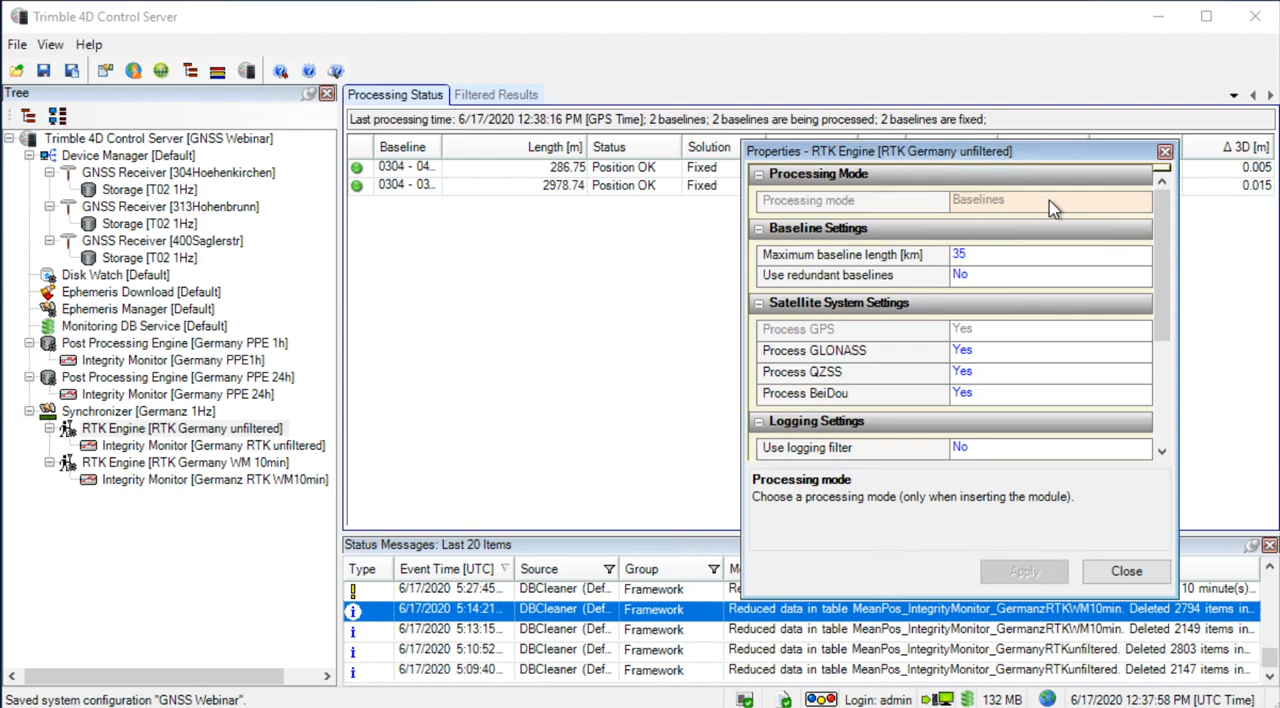 Trimble 4D Control Server
File View Help
Tree
Trimble 4D Control Server [GNSS Webinar]
Device Manager [Default]
GNSS Receiver [304Hoehenkirchen]
Storage [T02 1Hz]
GNSS Receiver [313Hohenbrunn]
Storage [T02 1Hz]
GNSS Receiver [400Saglerstr]
Storage [T02 1Hz]
Disk Watch [Default]
Ephemeris Download [Default]
Ephemeris Manager [Default]
Monitoring DB Service [Default]
Post Processing Engine [Germany PPE 1h]
Integrity Monitor [Germany PPE1h]
Post Processing Engine [Germany PPE 24h]
Integrity Monitor [Germany PPE 24h]
Synchronizer [Germanz 1Hz]
RTK Engine [RTK Germany unfiltered]
Integrity Monitor [Germany RTK unfiltered]
RTK Engine [RTK Germany WM 10min]
Integrity Monitor [Germanz RTK WM10min]
Processing Status Filtered Results
Last processing time: 6/17/2020 12:38:16 PM [GPS Time]; 2 baselines; 2 baselines are being processed; 2 baselines are fixed;
Baseline Length [m] Status Solution Δ 3D [m]
0304 - 04... 286.75 Position OK Fixed 0.005
0304 - 03... 2978.74 Position OK Fixed 0.015
Properties - RTK Engine [RTK Germany unfiltered]
Processing Mode
Processing mode Baselines
Baseline Settings
Maximum baseline length [km] 35
Use redundant baselines No
Satellite System Settings
Process GPS Yes
Process GLONASS Yes
Process QZSS Yes
Process BeiDou Yes
Logging Settings
Use logging filter No
Processing mode
Choose a processing mode (only when inserting the module).
Apply Close
Status Messages: Last 20 Items
Type Event Time [UTC] Source Group
6/17/2020 5:27:45... DBCleaner (Def... Framework 10 minute(s)...
6/17/2020 5:14:21... DBCleaner (Def... Framework Reduced data in table MeanPos_IntegrityMonitor_GermanzRTKWM10min. Deleted 2794 items in...
6/17/2020 5:13:15... DBCleaner (Def... Framework Reduced data in table MeanPos_IntegrityMonitor_GermanzRTKWM10min. Deleted 2149 items in...
6/17/2020 5:10:52... DBCleaner (Def... Framework Reduced data in table MeanPos_IntegrityMonitor_GermanyRTKunfiltered. Deleted 2803 items in...
6/17/2020 5:09:40... DBCleaner (Def... Framework Reduced data in table MeanPos_IntegrityMonitor_GermanyRTKunfiltered. Deleted 2147 items in...
Saved system configuration "GNSS Webinar". Login: admin 132 MB 6/17/2020 12:37:58 PM [UTC Time]